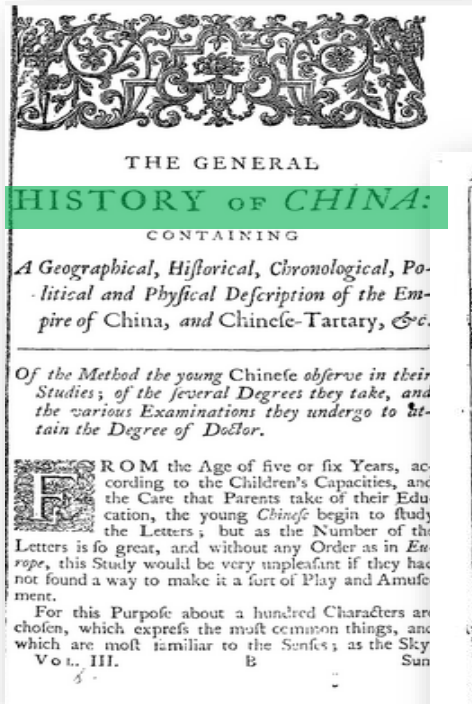 THE GENERAL
HISTORY OF CHINA:
CONTAINING
A Geographical, Hiſtorical, Chronological, Po-
litical and Phyſical Deſcription of the Em-
pire of China, and Chineſe-Tartary, &c.
Of the Method the young Chineſe obſerve in their
Studies; of the ſeveral Degrees they take, and
the various Examinations they undergo to at-
tain the Degree of Doctor.
FROM the Age of five or ſix Years, ac-
cording to the Children's Capacities, and
the Care that Parents take of their Edu
cation, the young Chineſe begin to ſtudy
the Letters; but as the Number of the
Letters is ſo great, and without any Order as in Eu
rope, this Study would be very unpleaſant if they had
not found a way to make it a ſort of Play and Amuſe
ment.
For this Purpoſe about a hundred Characters are
choſen, which expreſs the moſt common things, and
which are moſt familiar to the Senſes; as the Sky
VOL. III. B Sun